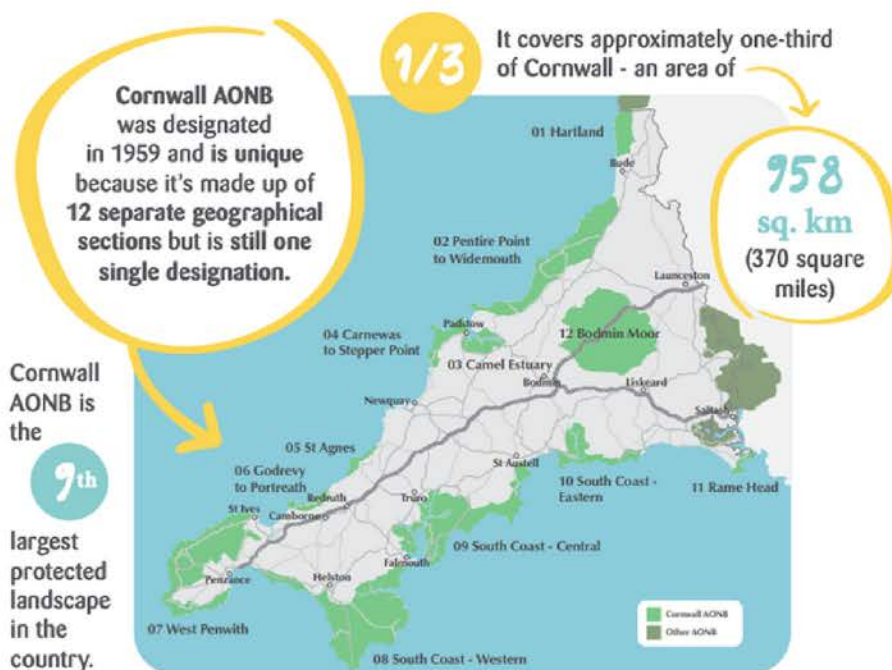 Cornwall AONB
was designated
in 1959 and is unique
because it's made up of
12 separate geographical
sections but is still one
single designation.
1/3
It covers approximately one-third
of Cornwall - an area of
958
sq. km
(370 square
miles)
Cornwall
AONB is
the
9th
largest
protected
landscape
in the
country.
01 Hartland
Bude
02 Pentire Point
to Widemouth
Launceston
Padstow
04 Carnewas
to Stepper Point
12 Bodmin Moor
03 Camel Estuary
Bodmin
Liskeard
Newquay
Saltash
05 St Agnes
St Austell
06 Godrevy
to Portreath
10 South Coast -
Eastern
11 Rame Head
Redruth
Truro
St Ives
Camborne
09 South Coast - Central
Falmouth
Penzance
Helston
07 West Penwith
08 South Coast - Western
Cornwall AONB
Other AONB